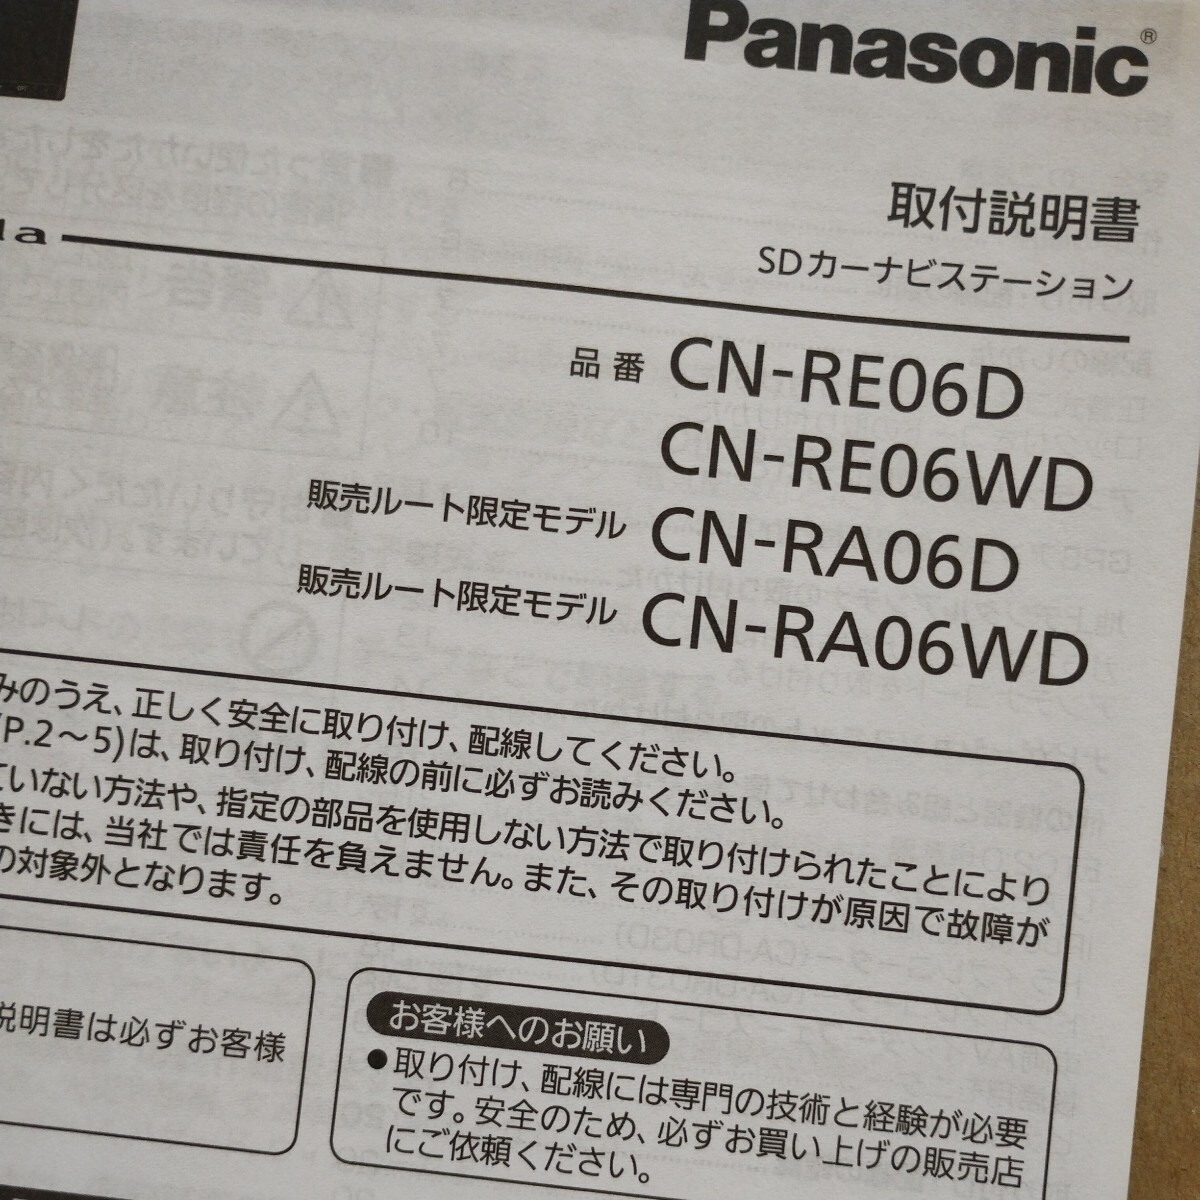 Panasonic®
取付説明書
SDカーナビステーション
品番 CN-RE06D
CN-RE06WD
販売ルート限定モデル CN-RA06D
販売ルート限定モデル CN-RA06WD
みのうえ、正しく安全に取り付け、配線してください。
(P.2～5)は、取り付け、配線の前に必ずお読みください。
ていない方法や、指定の部品を使用しない方法で取り付けられたことにより
きには、当社では責任を負えません。また、その取り付けが原因で故障が
の対象外となります。
説明書は必ずお客様
お客様へのお願い
●取り付け、配線には専門の技術と経験が必要
です。安全のため、必ずお買い上げの販売店
にご依頼ください。